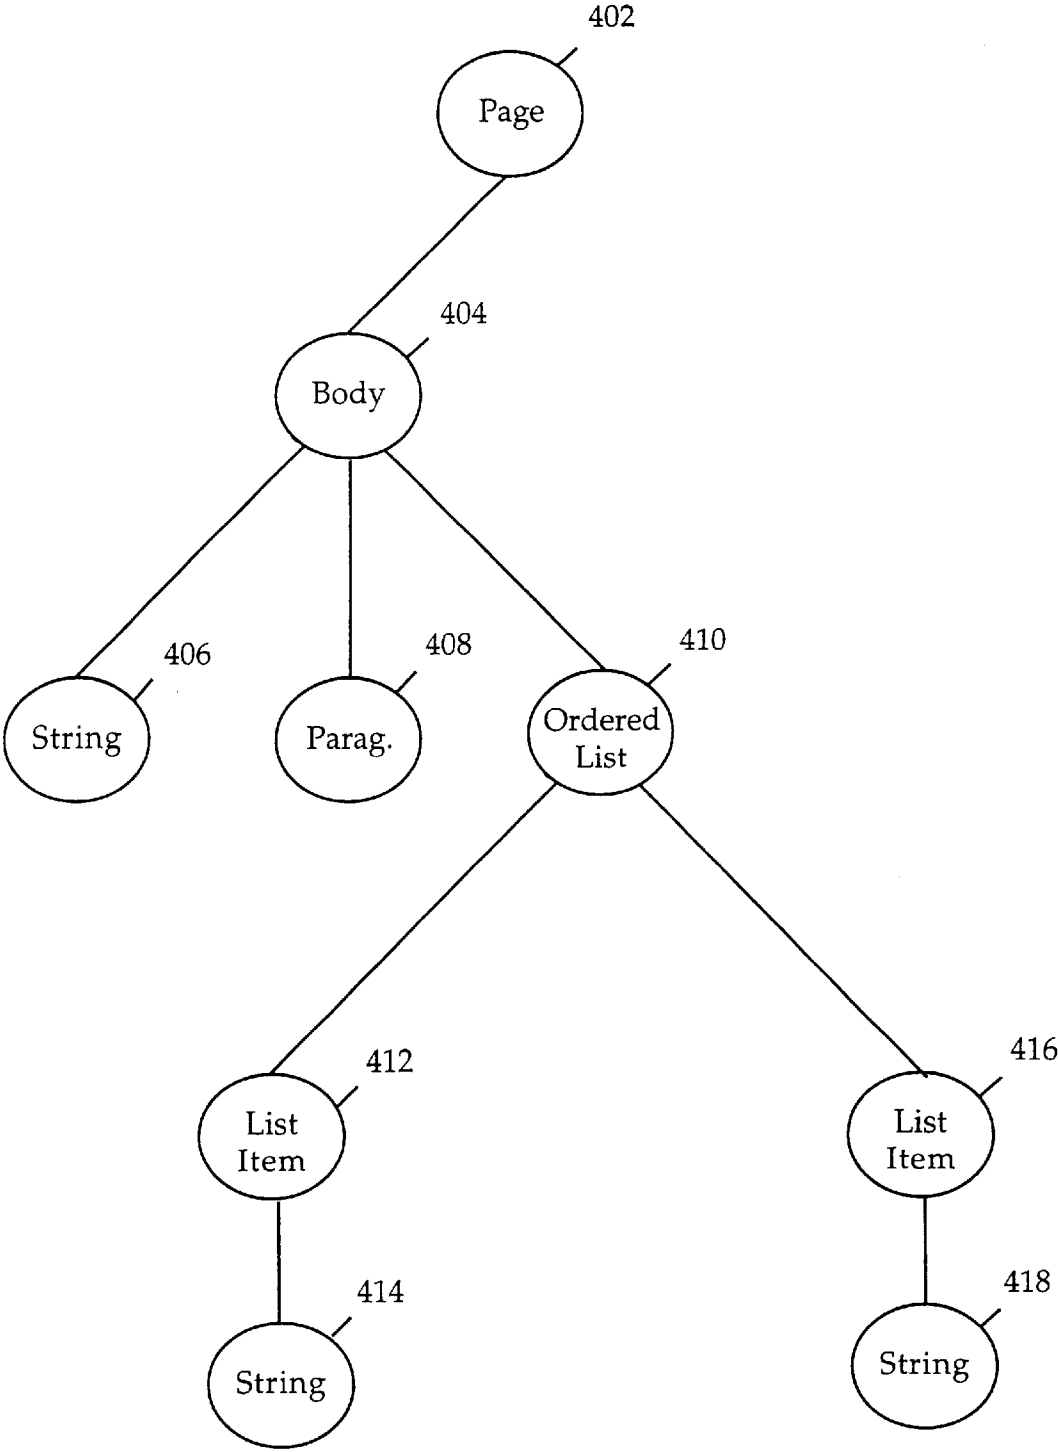 402
Page
404
Body
406
408
410
String
Parag.
Ordered
List
412
416
List
Item
List
Item
414
418
String
String